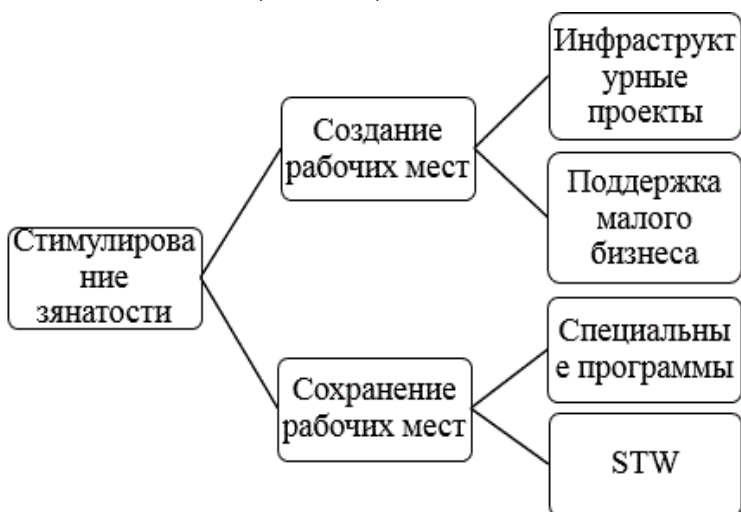 Стимулирова
ние
зянатости
Создание
рабочих мест
Инфраструкт
урные
проекты
Поддержка
малого
бизнеса
Сохранение
рабочих мест
Специальны
е программы
STW